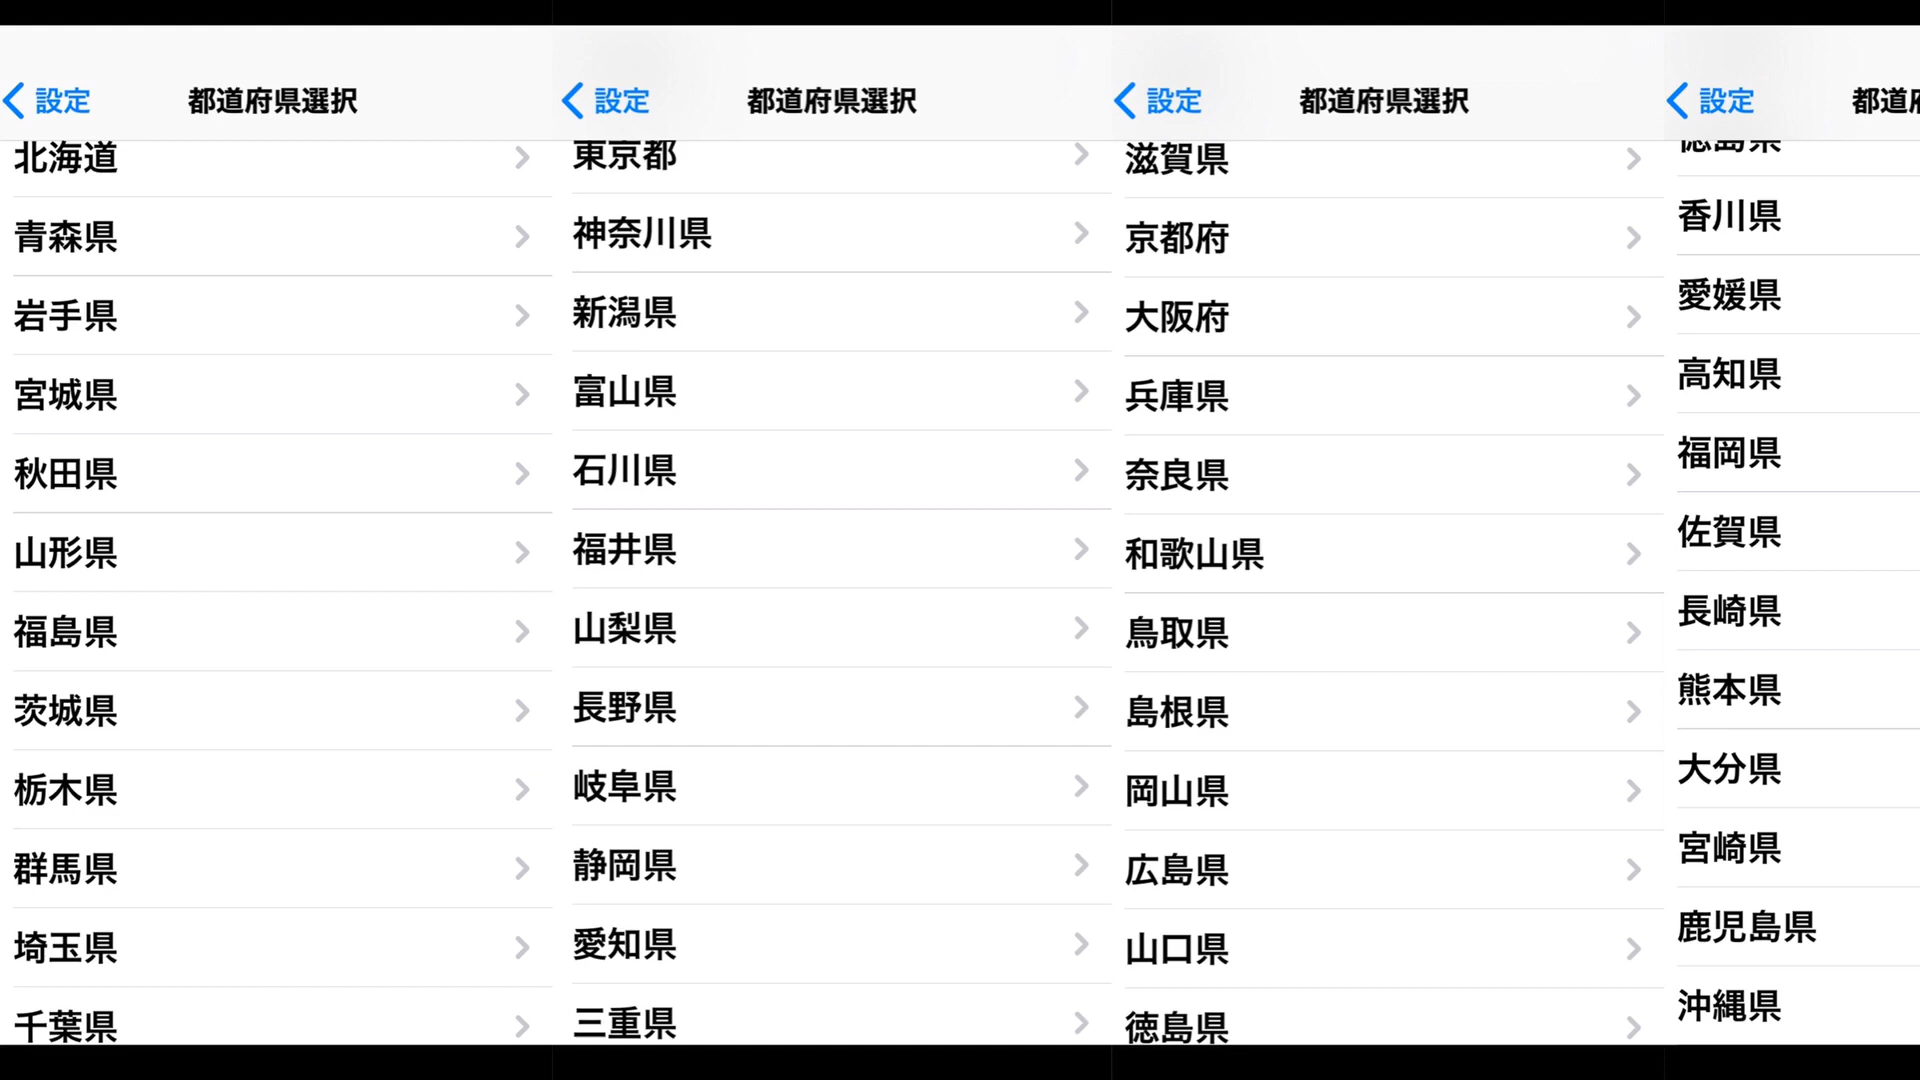 設定
都道府県選択
北海道
青森県
岩手県
宮城県
秋田県
山形県
福島県
茨城県
栃木県
群馬県
埼玉県
千葉県
設定
都道府県選択
東京都
神奈川県
新潟県
富山県
石川県
福井県
山梨県
長野県
岐阜県
静岡県
愛知県
三重県
設定
都道府県選択
滋賀県
京都府
大阪府
兵庫県
奈良県
和歌山県
鳥取県
島根県
岡山県
広島県
山口県
徳島県
設定
都道府
徳島県
香川県
愛媛県
高知県
福岡県
佐賀県
長崎県
熊本県
大分県
宮崎県
鹿児島県
沖縄県